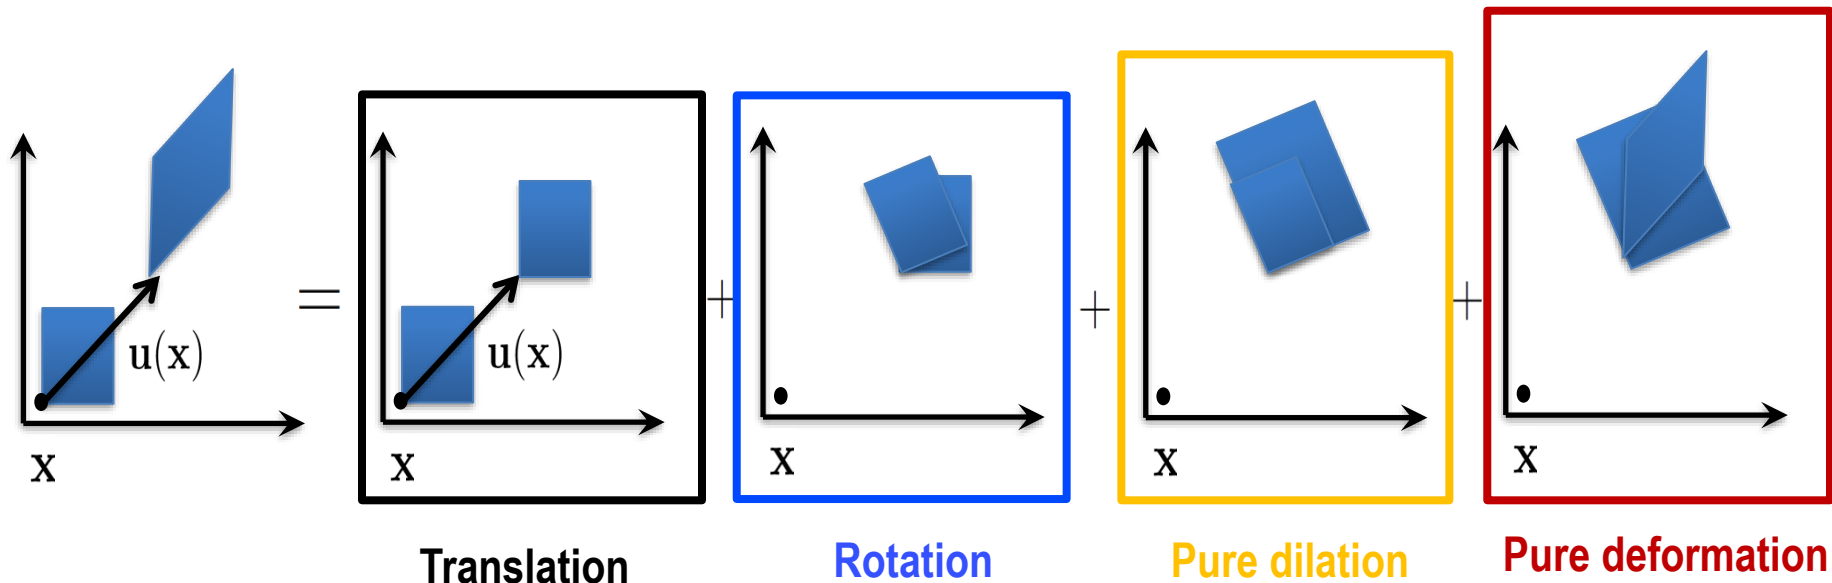 u(x)
x
=
u(x)
x
Translation
+
x
Rotation
+
x
Pure dilation
+
x
Pure deformation